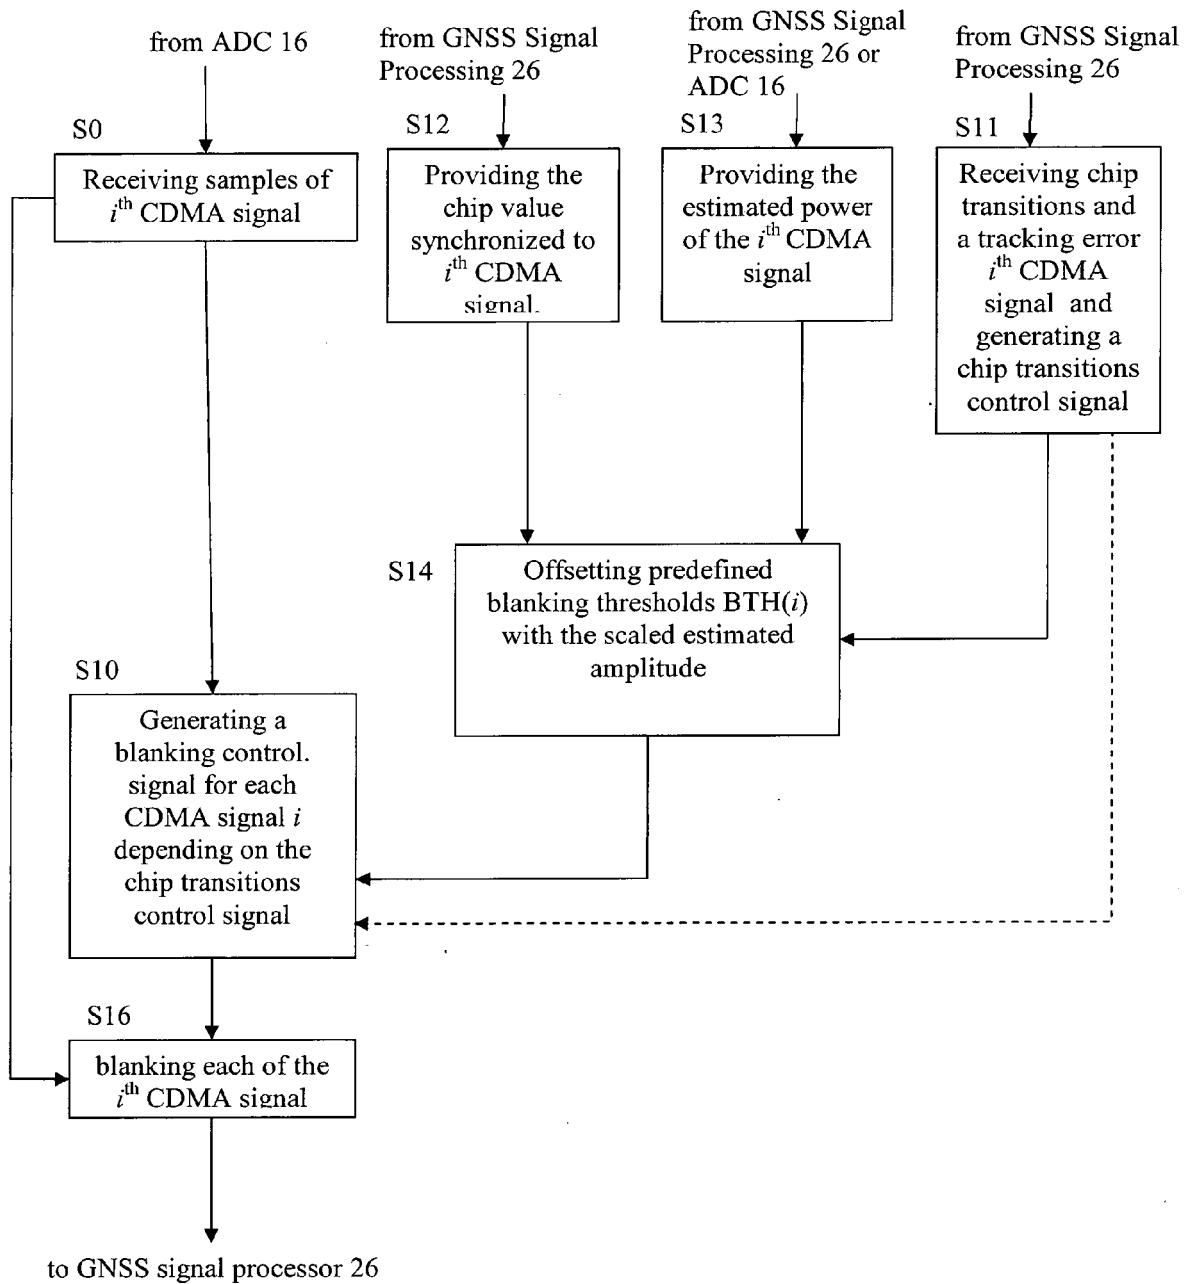 from ADC 16
from GNSS Signal
Processing 26
from GNSS Signal
Processing 26 or
ADC 16
from GNSS Signal
Processing 26
S0
Receiving samples of
iᵗʰ CDMA signal
S12
Providing the
chip value
synchronized to
iᵗʰ CDMA
signal.
S13
Providing the
estimated power
of the iᵗʰ CDMA
signal
S11
Receiving chip
transitions and
a tracking error
iᵗʰ CDMA
signal and
generating a
chip transitions
control signal
S14
Offsetting predefined
blanking thresholds BTH(i)
with the scaled estimated
amplitude
S10
Generating a
blanking control.
signal for each
CDMA signal i
depending on the
chip transitions
control signal
S16
blanking each of the
iᵗʰ CDMA signal
to GNSS signal processor 26